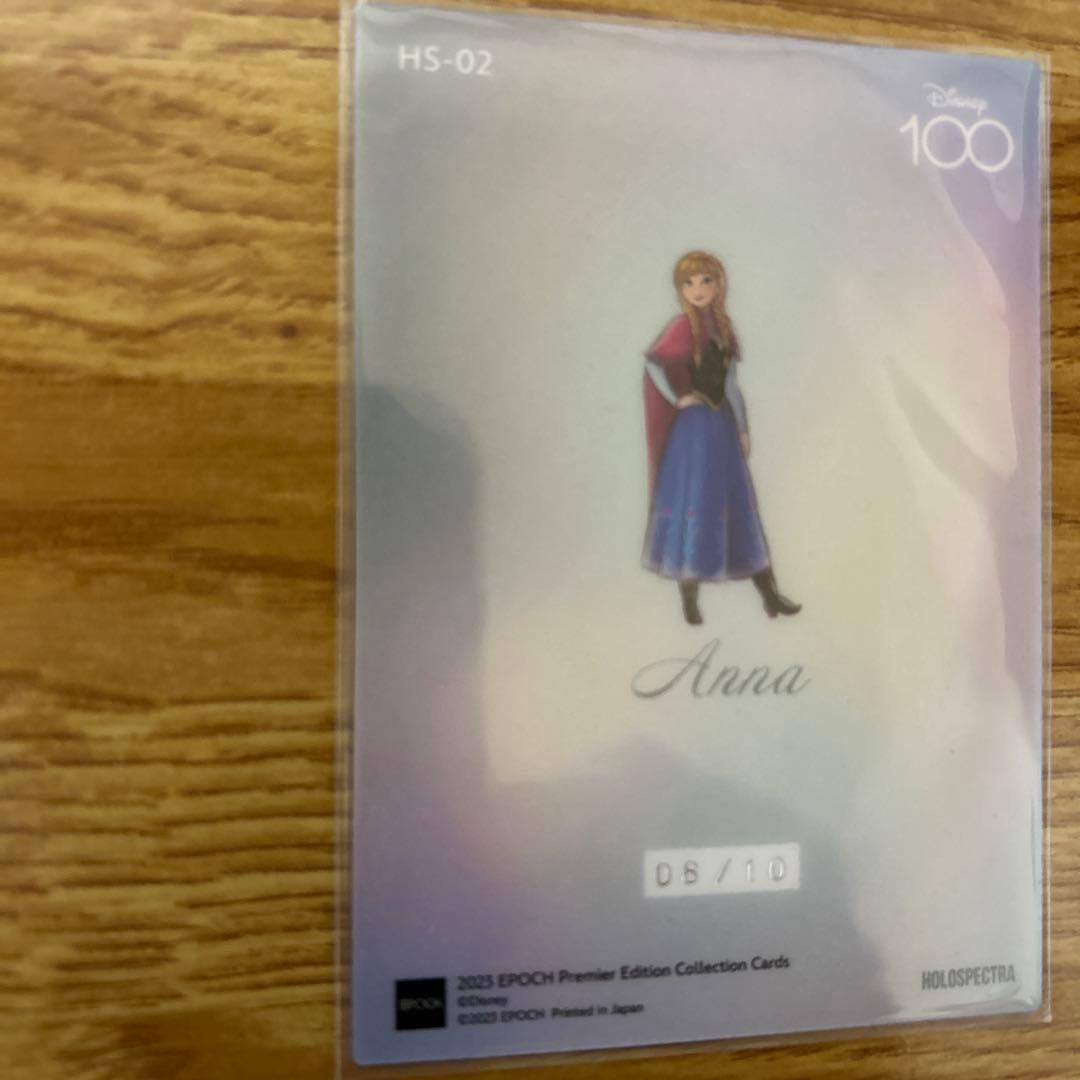 HS-02
Disney
100
Anna
08/10
EPOCH
2023 EPOCH Premier Edition Collection Cards
©Disney
©2023 EPOCH Printed in Japan
HOLOSPECTRA